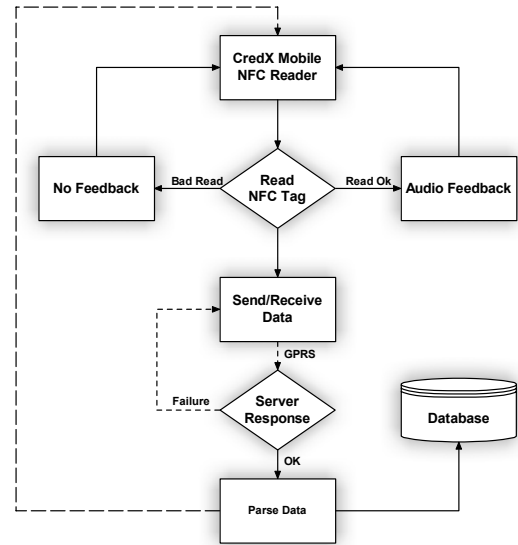 CredX Mobile
NFC Reader
No Feedback
Bad Read
Read
NFC Tag
Read Ok
Audio Feedback
Send/Receive
Data
GPRS
Failure
Server
Response
Database
OK
Parse Data